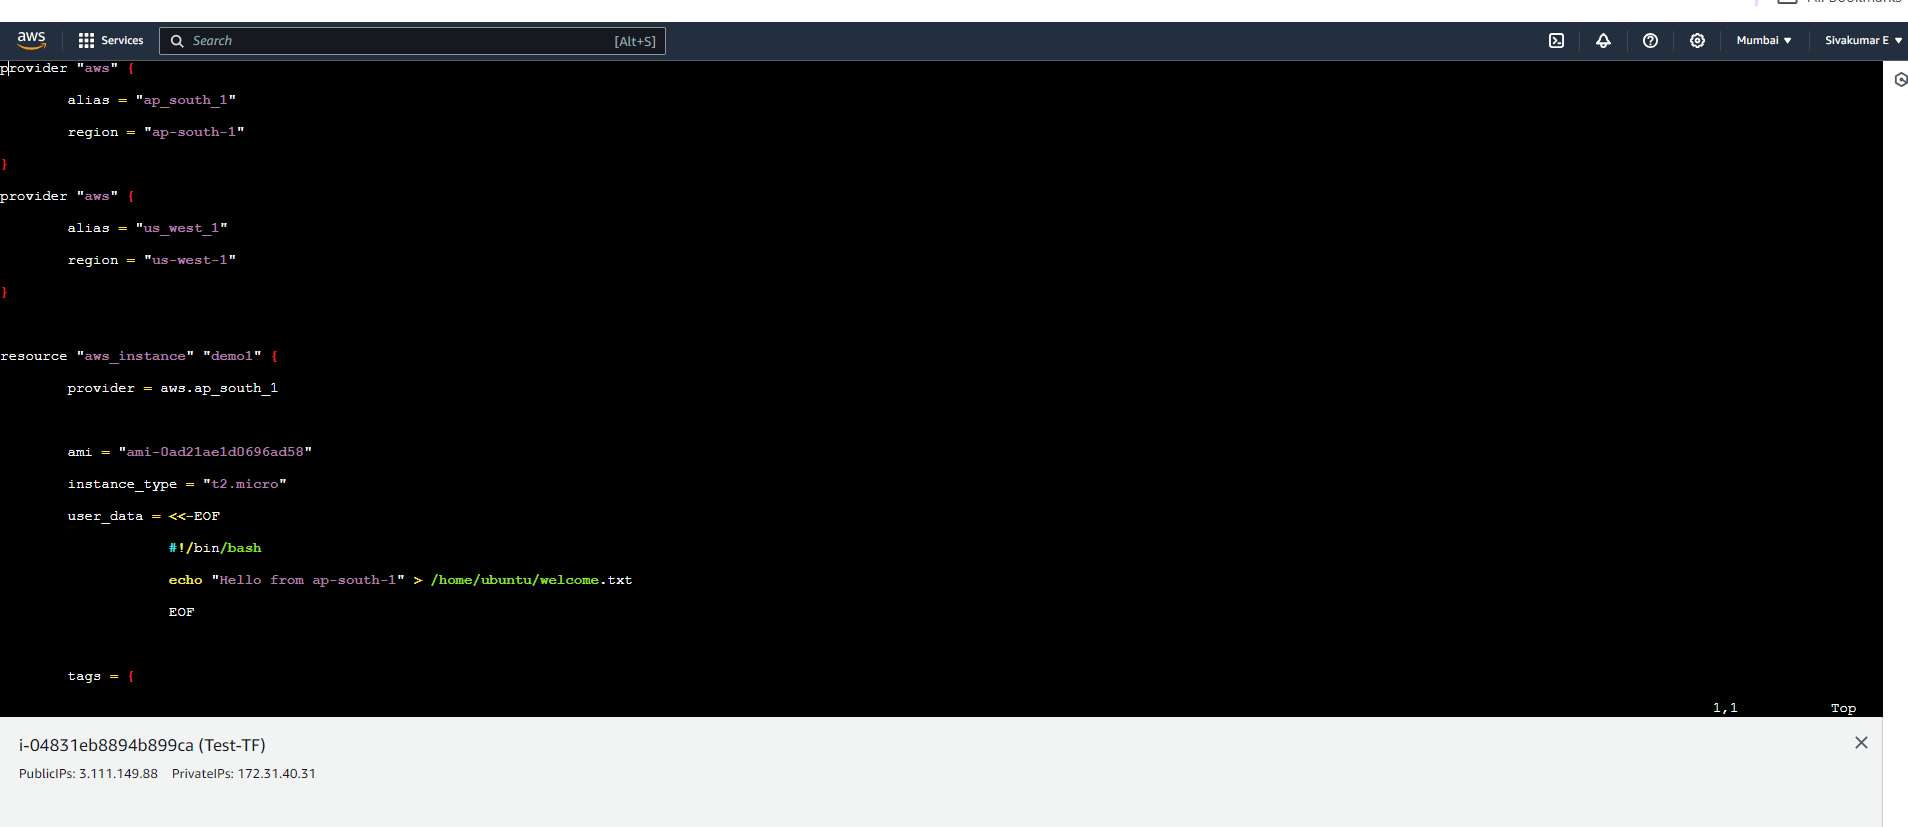 All Bookmarks
aws Services Search [Alt+S] Mumbai Sivakumar E
provider "aws" {
alias = "ap_south_1"
region = "ap-south-1"
}
provider "aws" {
alias = "us_west_1"
region = "us-west-1"
}
resource "aws_instance" "demo1" {
provider = aws.ap_south_1
ami = "ami-0ad21ae1d0696ad58"
instance_type = "t2.micro"
user_data = <<-EOF
#!/bin/bash
echo "Hello from ap-south-1" > /home/ubuntu/welcome.txt
EOF
tags = {
1,1 Top
i-04831eb8894b899ca (Test-TF)
PublicIPs: 3.111.149.88 PrivateIPs: 172.31.40.31